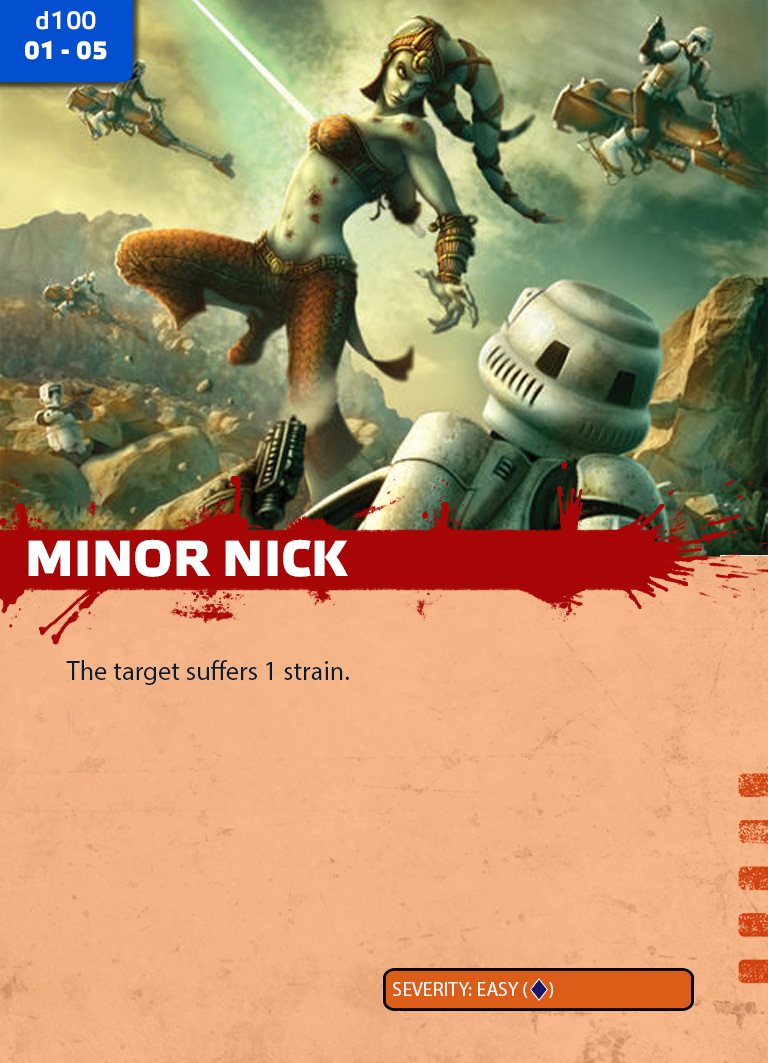 d100
01 - 05
MINOR NICK
The target suffers 1 strain.
SEVERITY: EASY (♦)